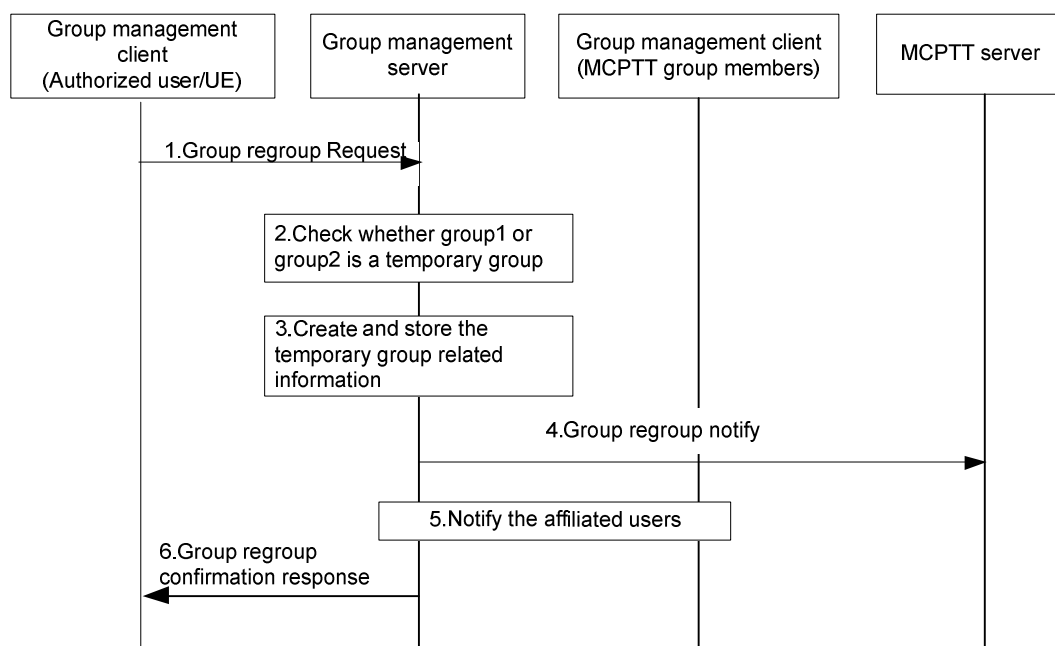 Group management
client
(Authorized user/UE)
Group management
server
Group management client
(MCPTT group members)
MCPTT server
1.Group regroup Request
2.Check whether group1 or
group2 is a temporary group
3.Create and store the
temporary group related
information
4.Group regroup notify
5.Notify the affiliated users
6.Group regroup
confirmation response